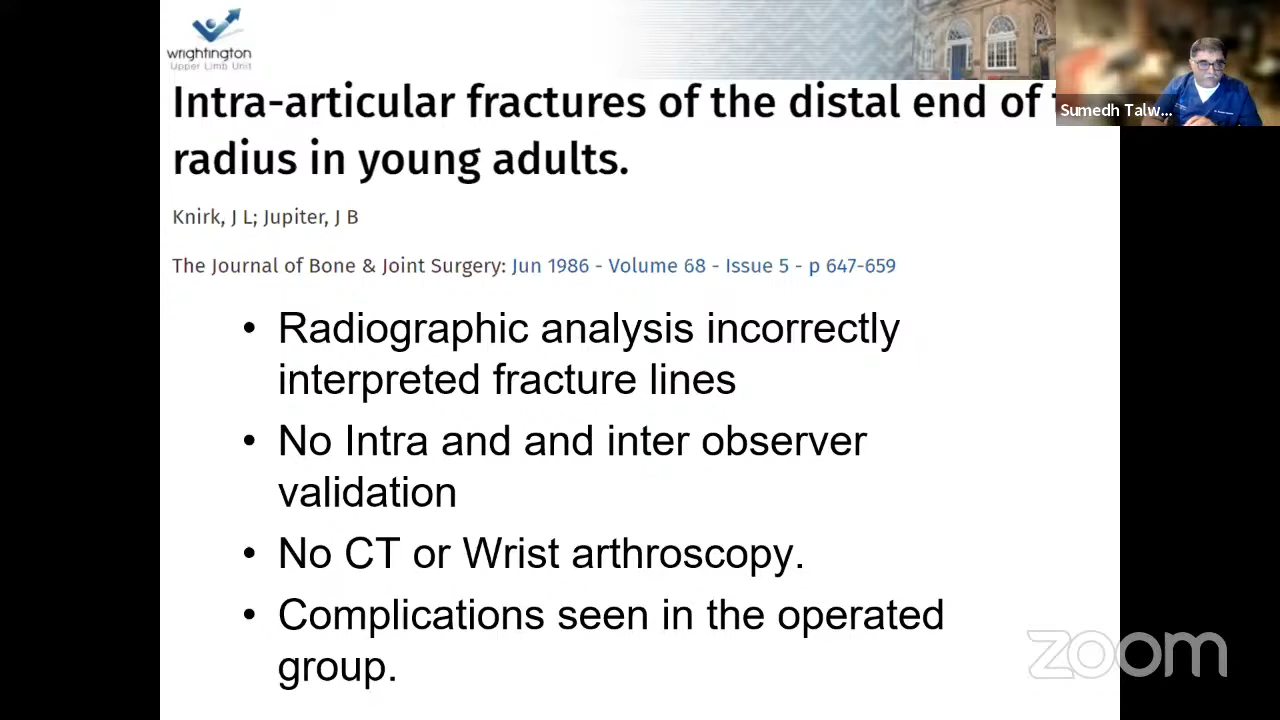 wrightington
Upper Limb Unit
Intra-articular fractures of the distal end of
radius in young adults.
Sumedh Talw...
Knirk, J L; Jupiter, J B
The Journal of Bone & Joint Surgery: Jun 1986 - Volume 68 - Issue 5 - p 647-659
• Radiographic analysis incorrectly
interpreted fracture lines
• No Intra and and inter observer
validation
• No CT or Wrist arthroscopy.
• Complications seen in the operated
group.
zoom